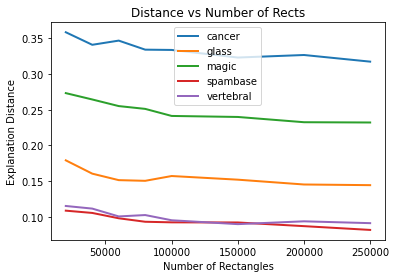 Distance vs Number of Rects
cancer
glass
magic
spambase
vertebral
Explanation Distance
0.35
0.30
0.25
0.20
0.15
0.10
50000
100000
150000
200000
250000
Number of Rectangles